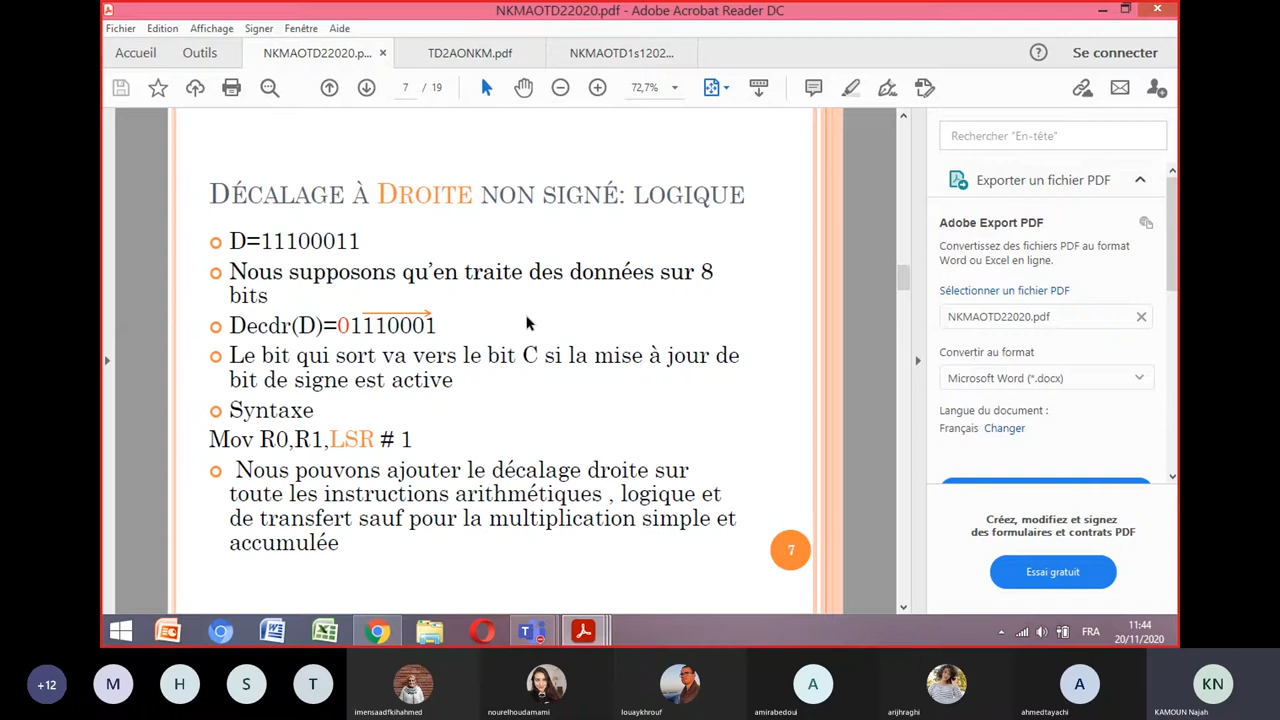 NKMAOTD22020.pdf - Adobe Acrobat Reader DC
Fichier Edition Affichage Signer Fenêtre Aide
Accueil Outils NKMAOTD22020.p... × TD2AONKM.pdf NKMAOTD1s1202... ? Se connecter
7 / 19 72,7%
DÉCALAGE À DROITE NON SIGNÉ: LOGIQUE
D=11100011
Nous supposons qu’en traite des données sur 8
bits
Decdr(D)=01110001
Le bit qui sort va vers le bit C si la mise à jour de
bit de signe est active
Syntaxe
Mov R0,R1,LSR # 1
Nous pouvons ajouter le décalage droite sur
toute les instructions arithmétiques , logique et
de transfert sauf pour la multiplication simple et
accumulée
7
Rechercher "En-tête"
Exporter un fichier PDF
Adobe Export PDF
Convertissez des fichiers PDF au format
Word ou Excel en ligne.
Sélectionner un fichier PDF
NKMAOTD22020.pdf
Convertir au format
Microsoft Word (*.docx)
Langue du document :
Français Changer
Créez, modifiez et signez
des formulaires et contrats PDF
Essai gratuit
FRA
11:44
20/11/2020
+12 M H S T A A KN
imensaadfkihahmed nourelhoudamami louaykhrouf amirabedoui arijhraghi ahmedtayachi KAMOUN Najah